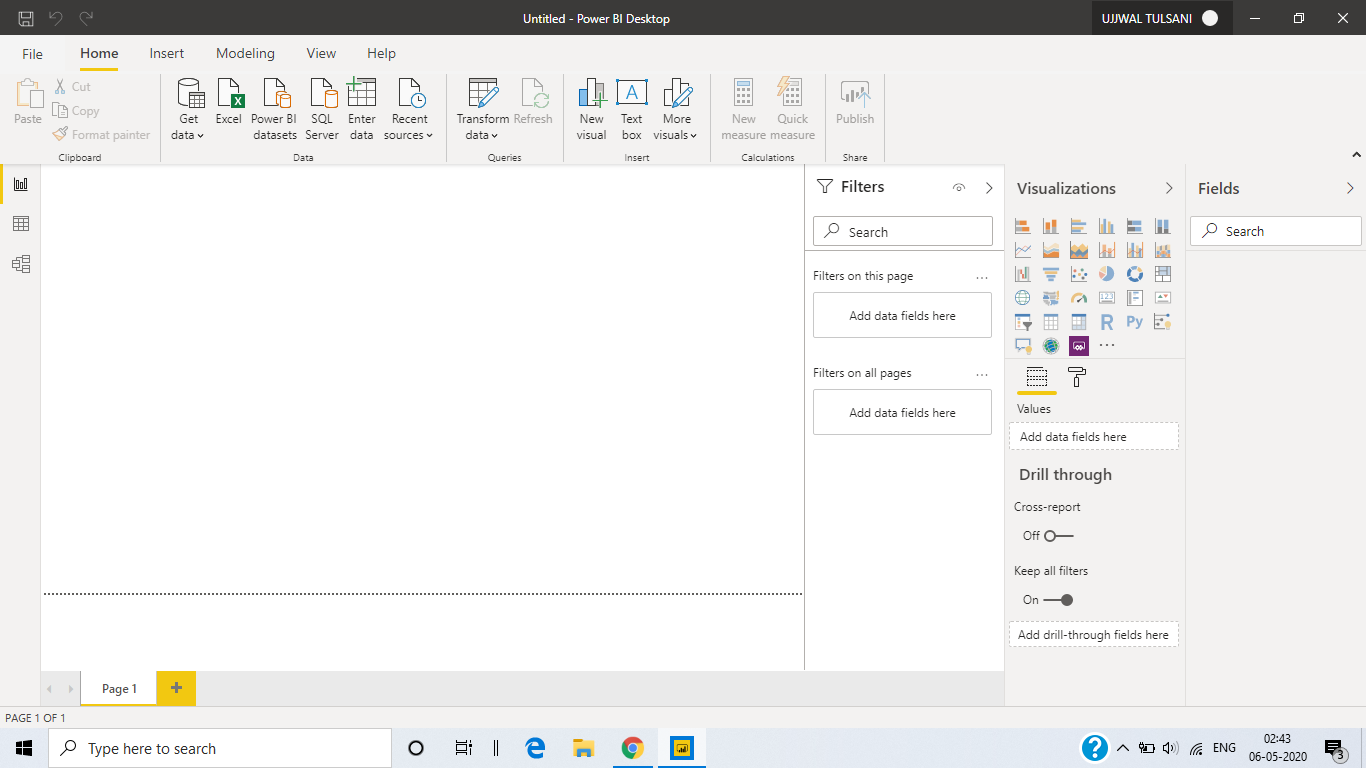 Untitled - Power BI Desktop
UJJWAL TULSANI
File Home Insert Modeling View Help
Paste
Cut
Copy
Format painter
Clipboard
Get data
Excel
Power BI datasets
SQL Server
Enter data
Recent sources
Data
Transform data
Refresh
Queries
New visual
Text box
More visuals
Insert
New measure
Quick measure
Calculations
Publish
Share
Filters
Search
Filters on this page
...
Add data fields here
Filters on all pages
...
Add data fields here
Visualizations
123
R
Py
...
Values
Add data fields here
Drill through
Cross-report
Off
Keep all filters
On
Add drill-through fields here
Fields
Search
Page 1
+
PAGE 1 OF 1
Type here to search
ENG
02:43
06-05-2020
3